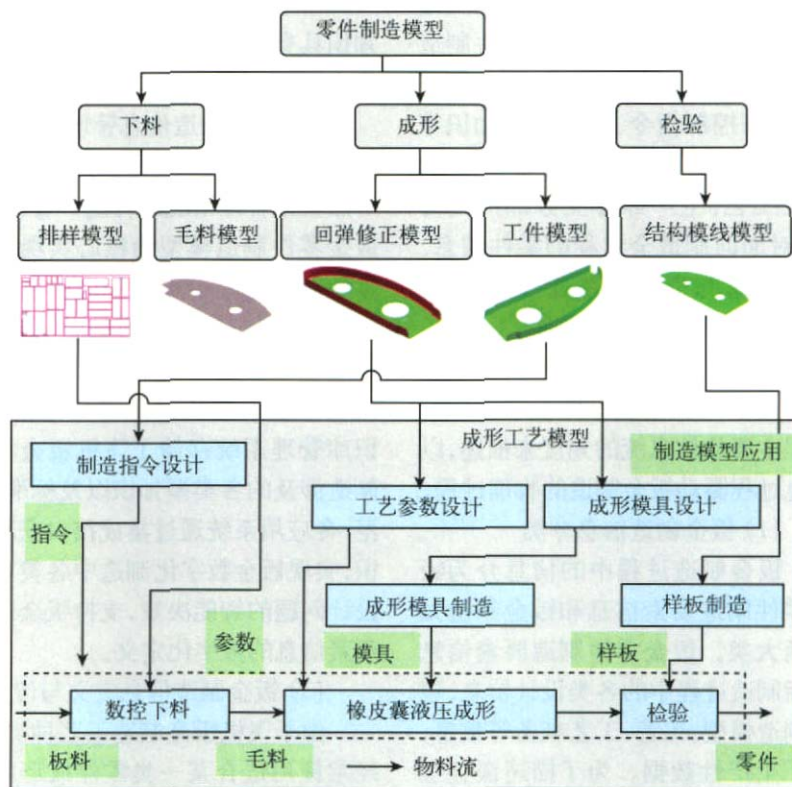 零件制造模型
下料
成形
检验
排样模型
毛料模型
回弹修正模型
工件模型
结构模线模型
成形工艺模型
制造指令设计
制造模型应用
工艺参数设计
成形模具设计
指令
成形模具制造
样板制造
参数
模具
样板
数控下料
橡皮囊液压成形
检验
板料
毛料
物料流
零件